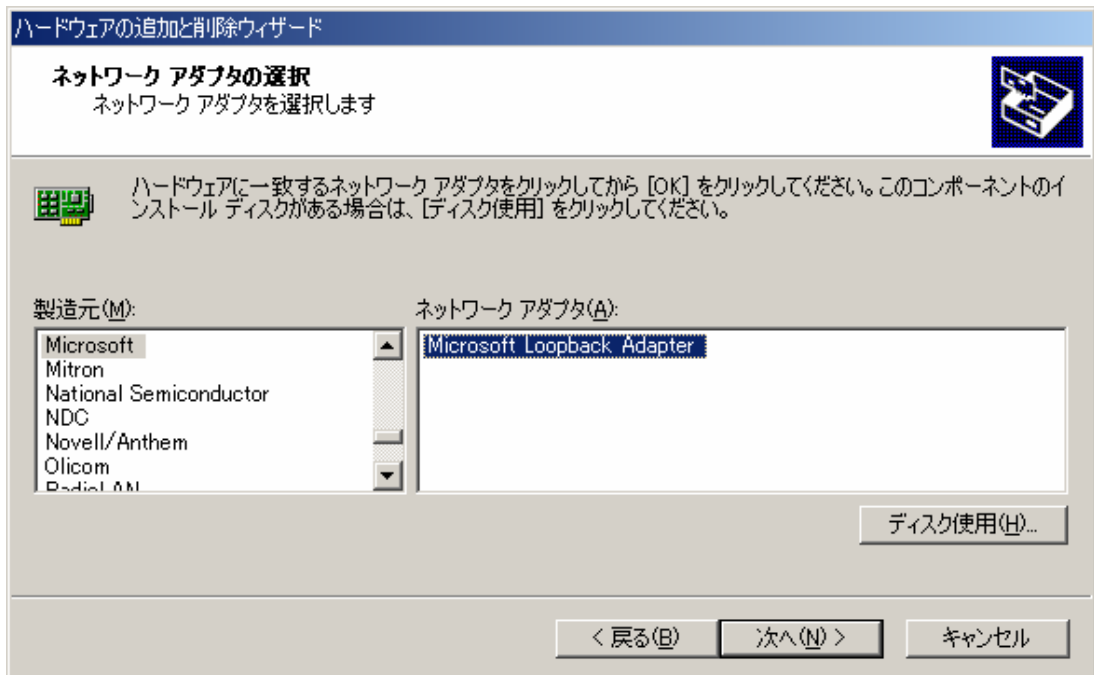 ハードウェアの追加と削除ウィザード
ネットワーク アダプタの選択
ネットワーク アダプタを選択します
ハードウェアに一致するネットワーク アダプタをクリックしてから [OK] をクリックしてください。このコンポーネントのイ
ンストール ディスクがある場合は、[ディスク使用] をクリックしてください。
製造元(M):
Microsoft
Mitron
National Semiconductor
NDC
Novell/Anthem
Olicom
RadioLAN
ネットワーク アダプタ(A):
Microsoft Loopback Adapter
ディスク使用(H)...
< 戻る(B)
次へ(N) >
キャンセル